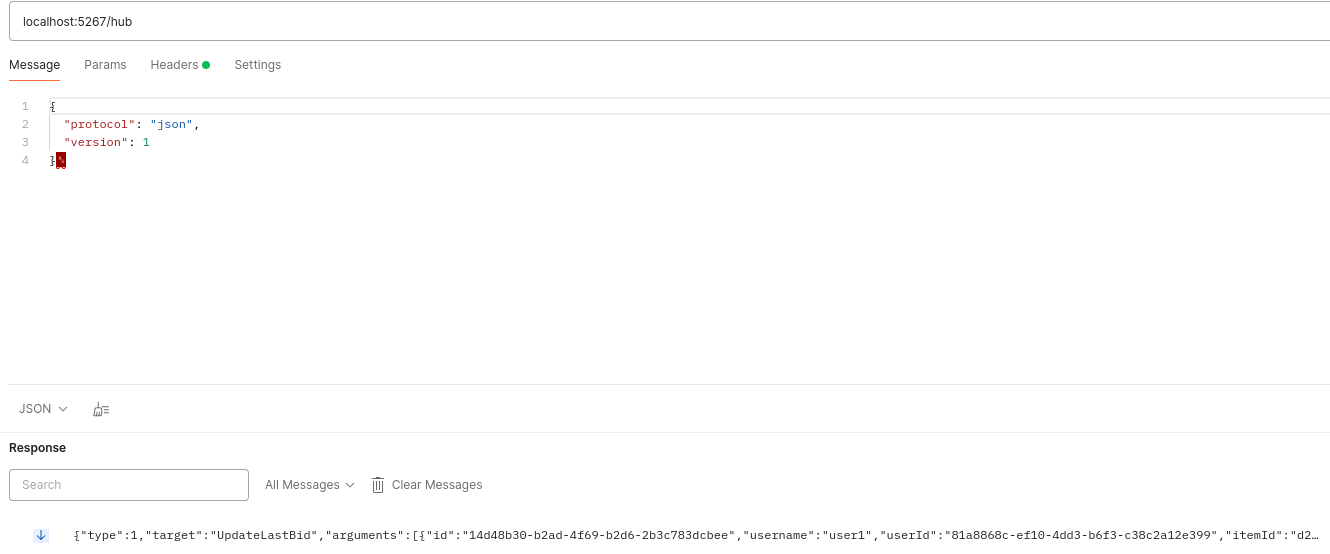 localhost:5267/hub
Message Params Headers Settings
1 {
2 "protocol": "json",
3 "version": 1
4 }
JSON
Response
Search All Messages Clear Messages
{"type":1,"target":"UpdateLastBid","arguments":[{"id":"14d48b30-b2ad-4f69-b2d6-2b3c783dcbee","username":"user1","userId":"81a8868c-ef10-4dd3-b6f3-c38c2a12e399","itemId":"d2…